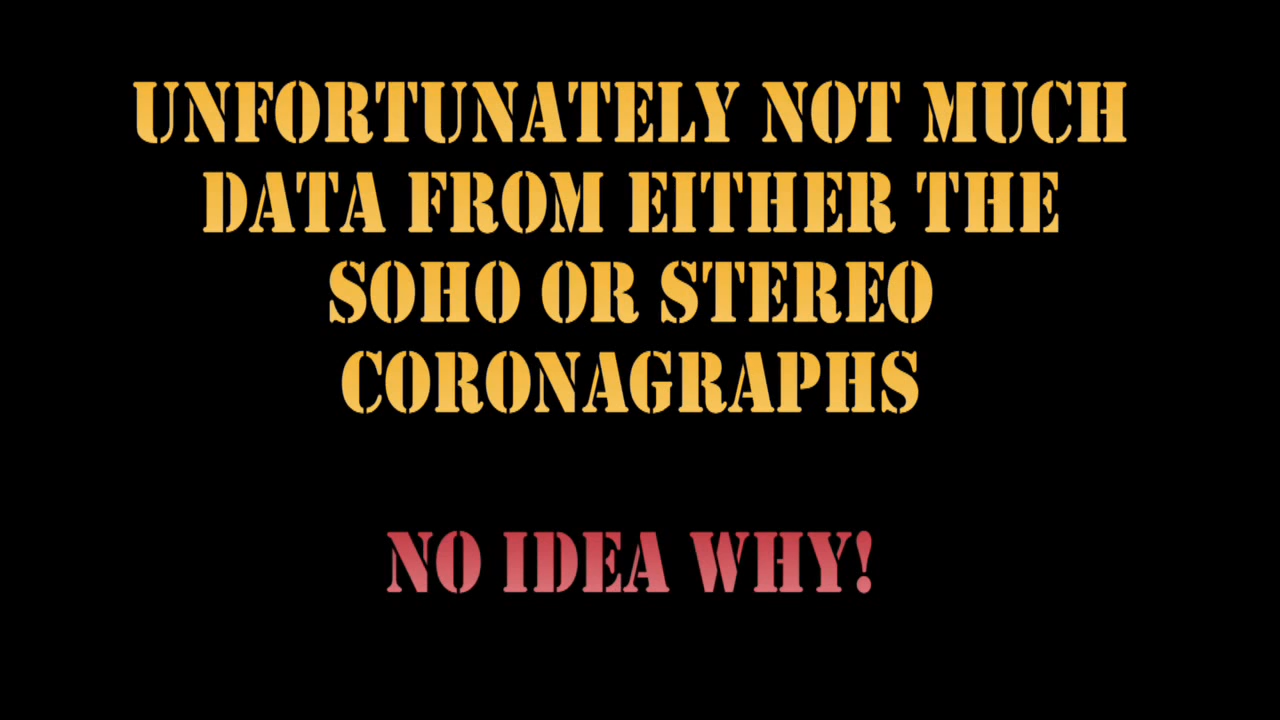 UNFORTUNATELY NOT MUCH
DATA FROM EITHER THE
SOHO OR STEREO
CORONAGRAPHS
NO IDEA WHY!